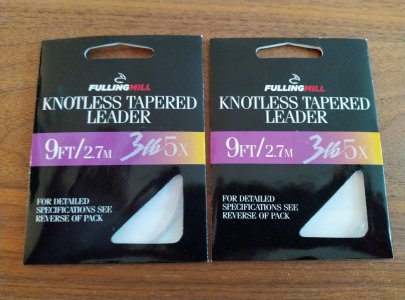 FULLINGMILL
KNOTLESS TAPERED
LEADER
9FT/2.7M 3lb 5X
FOR DETAILED
SPECIFICATIONS SEE
REVERSE OF PACK
FULLINGMILL
KNOTLESS TAPERED
LEADER
9FT/2.7M 3lb 5X
FOR DETAILED
SPECIFICATIONS SEE
REVERSE OF PACK